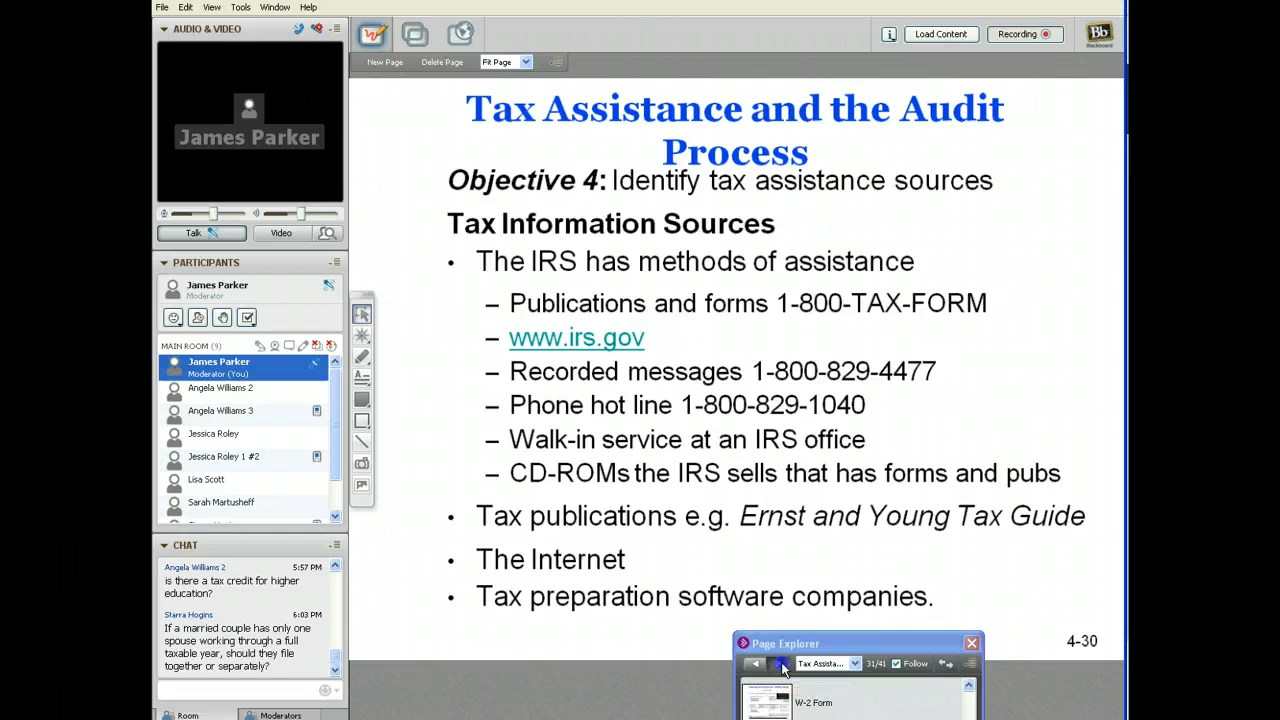 File Edit View Tools Window Help
AUDIO & VIDEO
James Parker
Talk
Video
PARTICIPANTS
James Parker
Moderator
MAIN ROOM (9)
James Parker
Moderator (You)
Angela Williams 2
Angela Williams 3
Jessica Roley
Jessica Roley 1 #2
Lisa Scott
Sarah Martusheff
CHAT
Angela Williams 2 5:57 PM
is there a tax credit for higher
education?
Starra Hogins 6:03 PM
If a married couple has only one
spouse working through a full
taxable year, should they file
together or separately?
Room Moderators
Load Content
Recording
Bb
Blackboard
New Page Delete Page Fit Page
Tax Assistance and the Audit
Process
Objective 4: Identify tax assistance sources
Tax Information Sources
• The IRS has methods of assistance
– Publications and forms 1-800-TAX-FORM
– www.irs.gov
– Recorded messages 1-800-829-4477
– Phone hot line 1-800-829-1040
– Walk-in service at an IRS office
– CD-ROMs the IRS sells that has forms and pubs
• Tax publications e.g. Ernst and Young Tax Guide
• The Internet
• Tax preparation software companies.
4-30
Page Explorer
Tax Assista... 31/41 Follow
W-2 Form